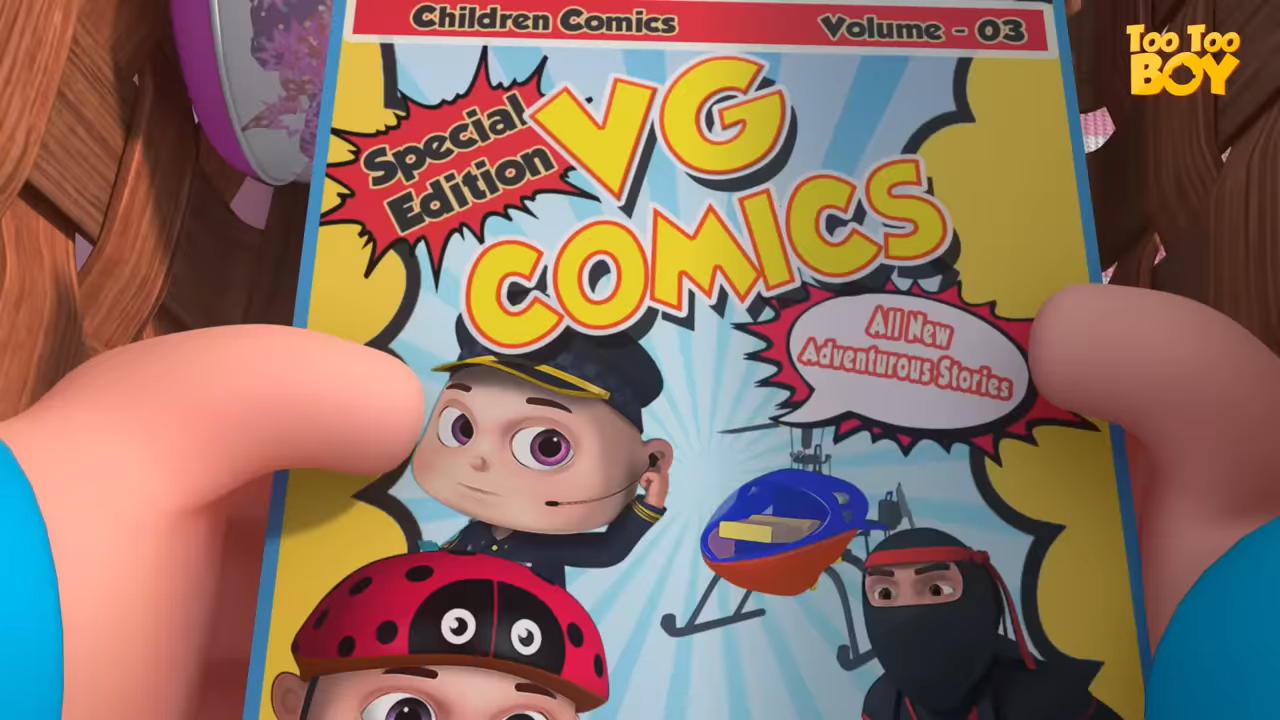 Children Comics
Volume - 03
TOO TOO
BOY
Special
Edition
VG
COMICS
All New
Adventurous Stories